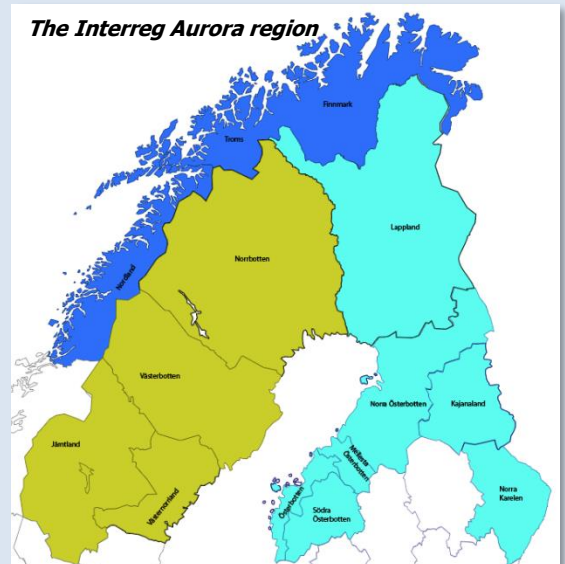 The Interreg Aurora region
Finnmark
Troms
Lappland
Norrbotten
Nordland
Västerbotten
Norra Österbotten
Kajanaland
Jämtland
Mellersta
Österbotten
Västernorrland
Österbotten
Södra
Österbotten
Norra
Karelen